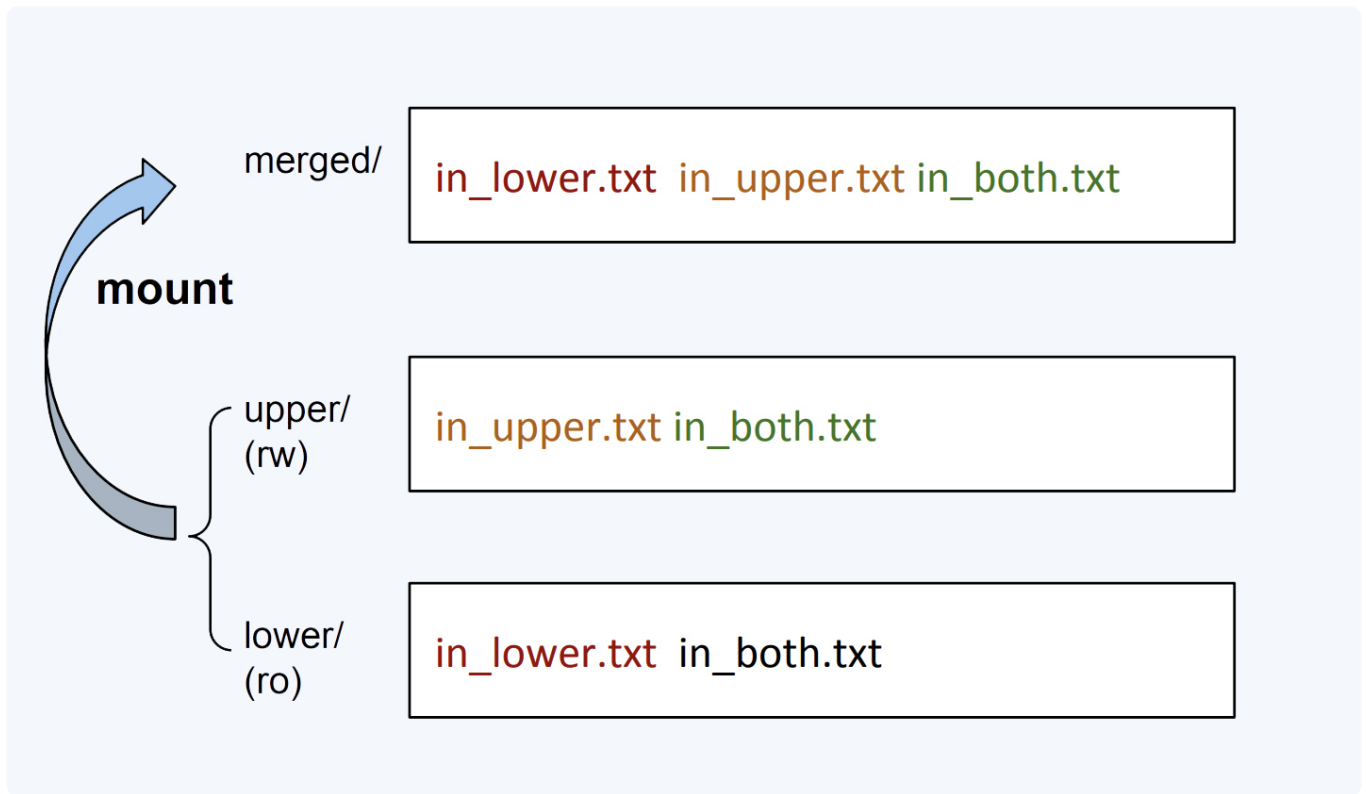 merged/
in_lower.txt in_upper.txt in_both.txt
mount
upper/
(rw)
in_upper.txt in_both.txt
lower/
(ro)
in_lower.txt in_both.txt